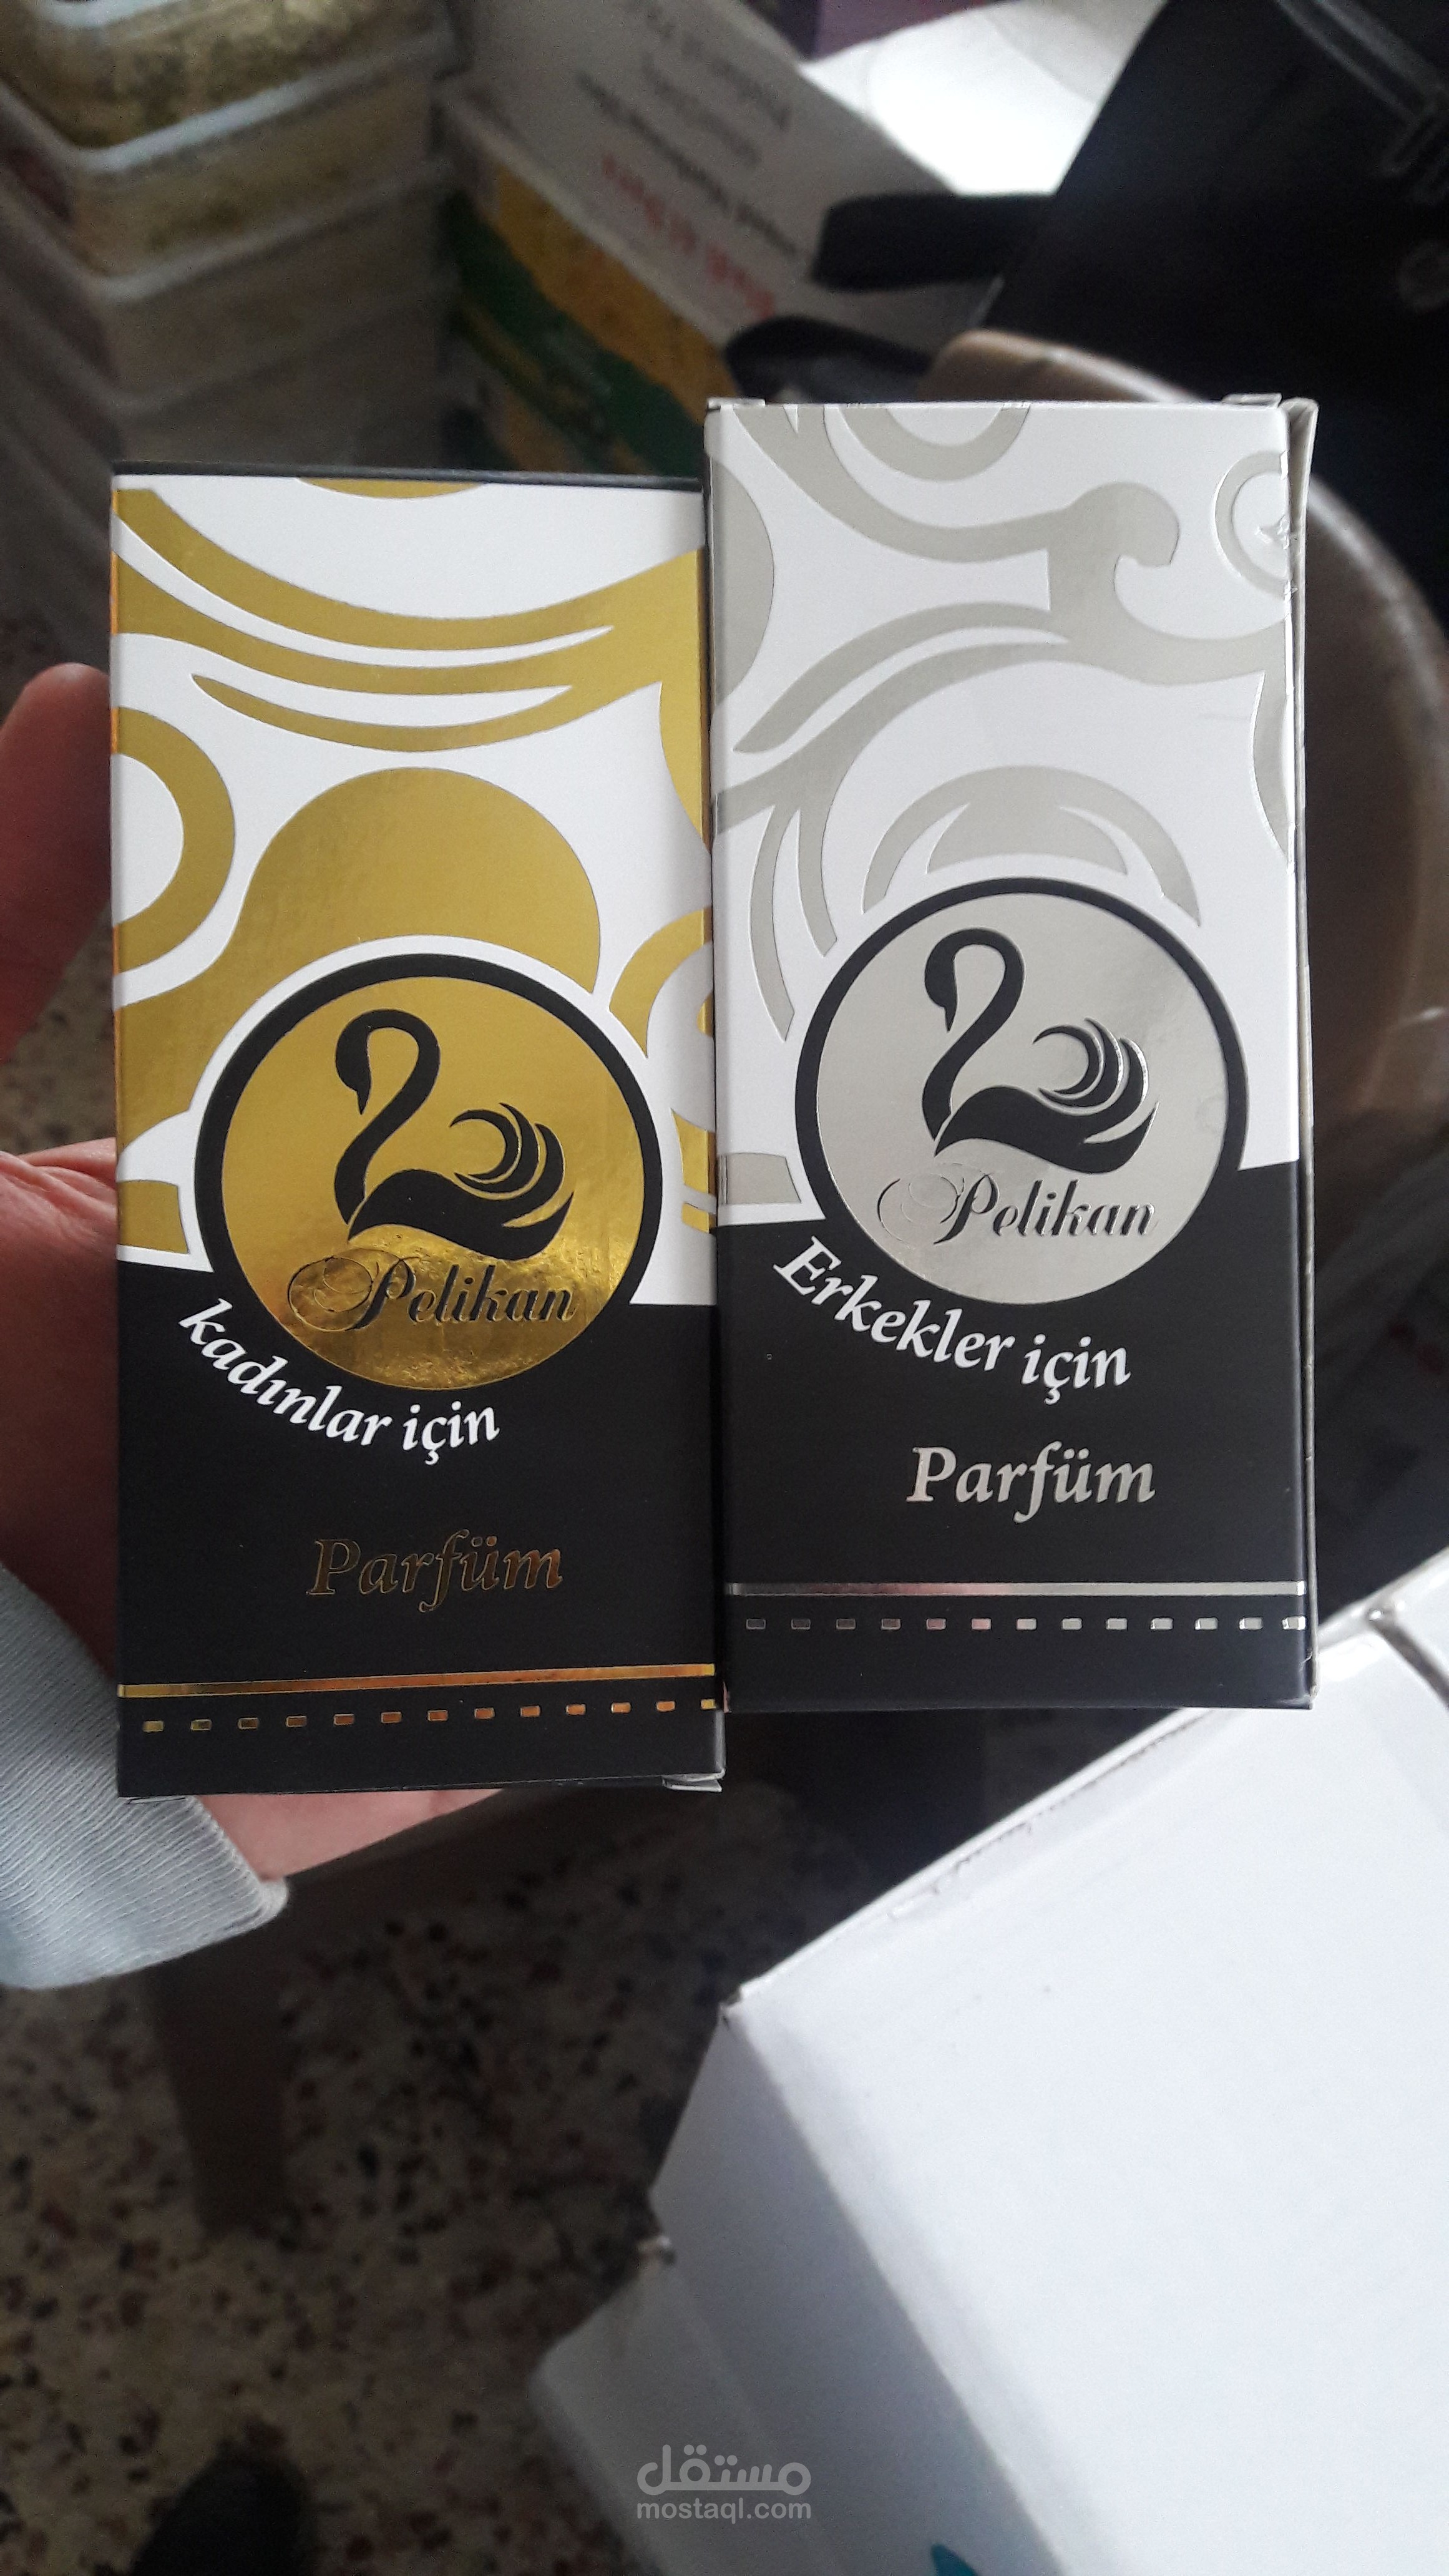 Pelikan
kadınlar için
Parfüm
Pelikan
Erkekler için
Parfüm
مستقل
mostaql.com